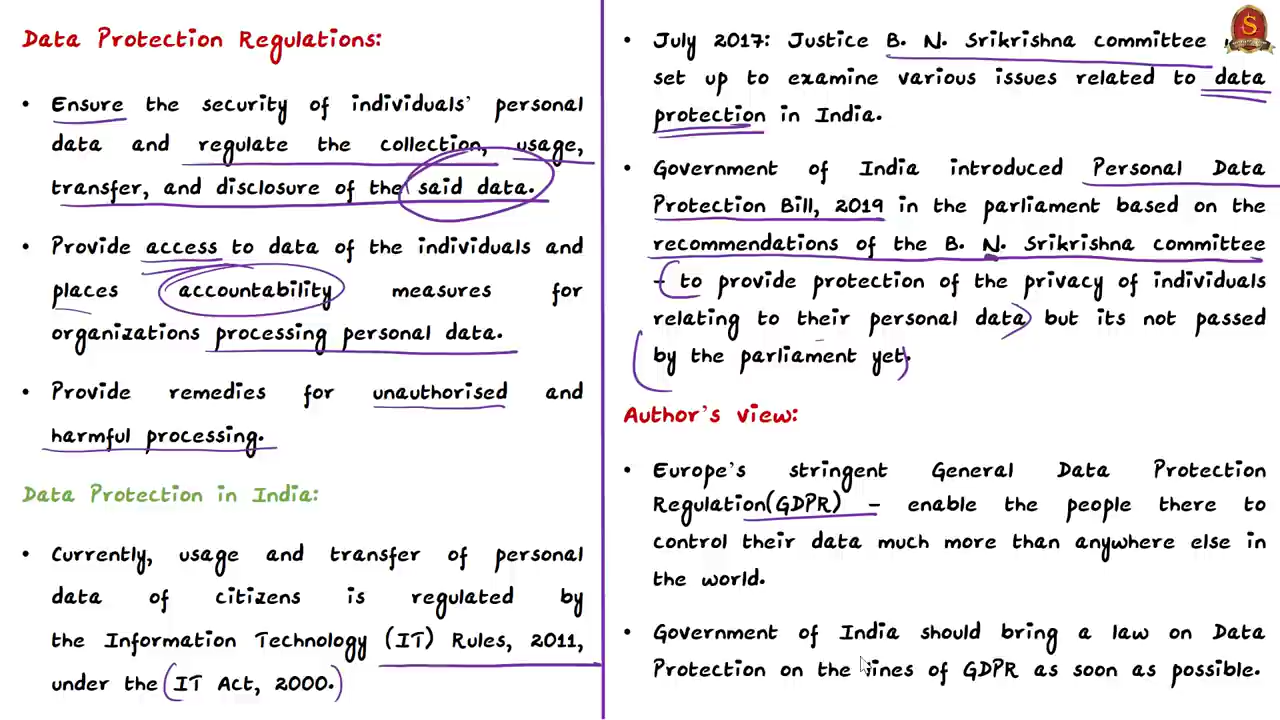 Data Protection Regulations:
• Ensure the security of individuals' personal
data and regulate the collection, usage,
transfer, and disclosure of the said data.
• Provide access to data of the individuals and
places accountability measures for
organizations processing personal data.
• Provide remedies for unauthorised and
harmful processing.
Data Protection in India:
• Currently, usage and transfer of personal
data of citizens is regulated by
the Information Technology (IT) Rules, 2011,
under the IT Act, 2000.
• July 2017: Justice B. N. Srikrishna committee
set up to examine various issues related to data
protection in India.
• Government of India introduced Personal Data
Protection Bill, 2019 in the parliament based on the
recommendations of the B. N. Srikrishna committee
- to provide protection of the privacy of individuals
relating to their personal data but its not passed
by the parliament yet.
Author's view:
• Europe's stringent General Data Protection
Regulation(GDPR) - enable the people there to
control their data much more than anywhere else in
the world.
• Government of India should bring a law on Data
Protection on the lines of GDPR as soon as possible.
S